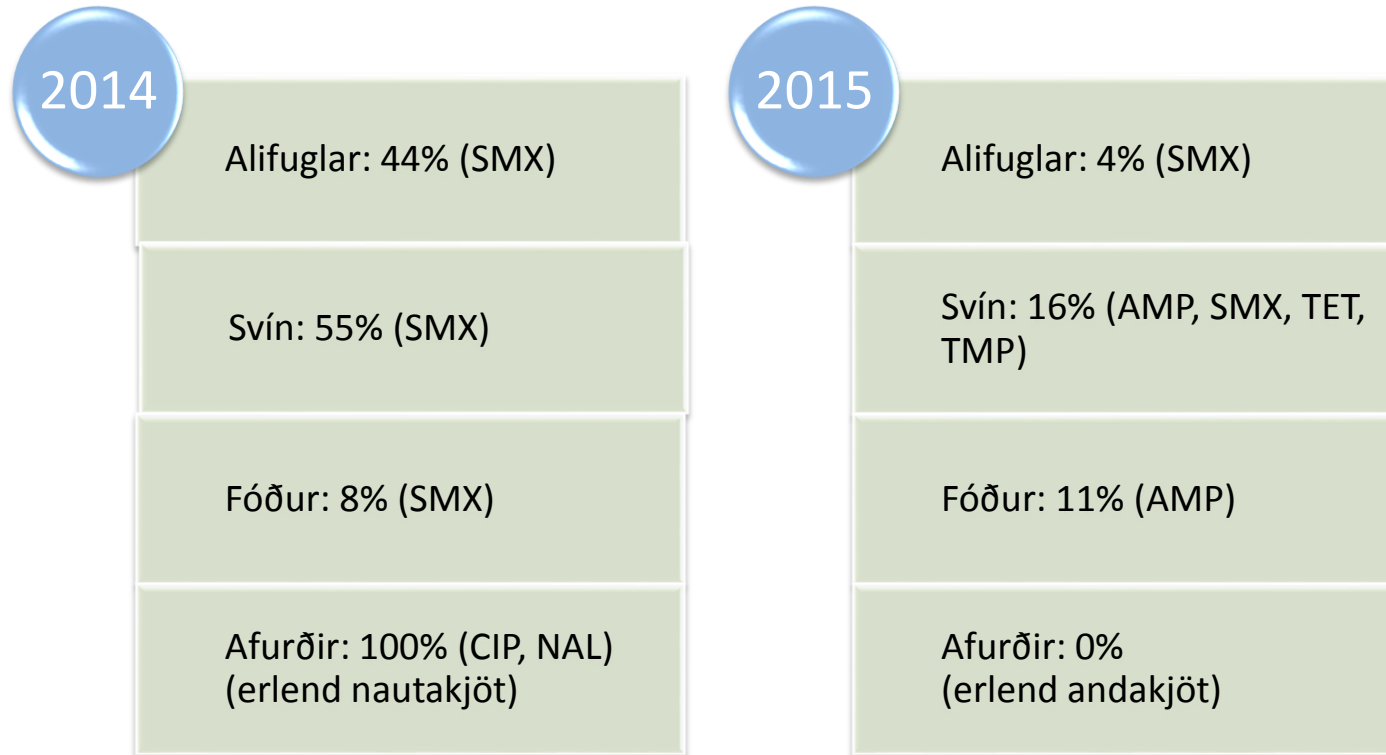 2014
Alifuglar: 44% (SMX)
Svín: 55% (SMX)
Fóður: 8% (SMX)
Afurðir: 100% (CIP, NAL)
(erlend nautakjöt)
2015
Alifuglar: 4% (SMX)
Svín: 16% (AMP, SMX, TET,
TMP)
Fóður: 11% (AMP)
Afurðir: 0%
(erlend andakjöt)